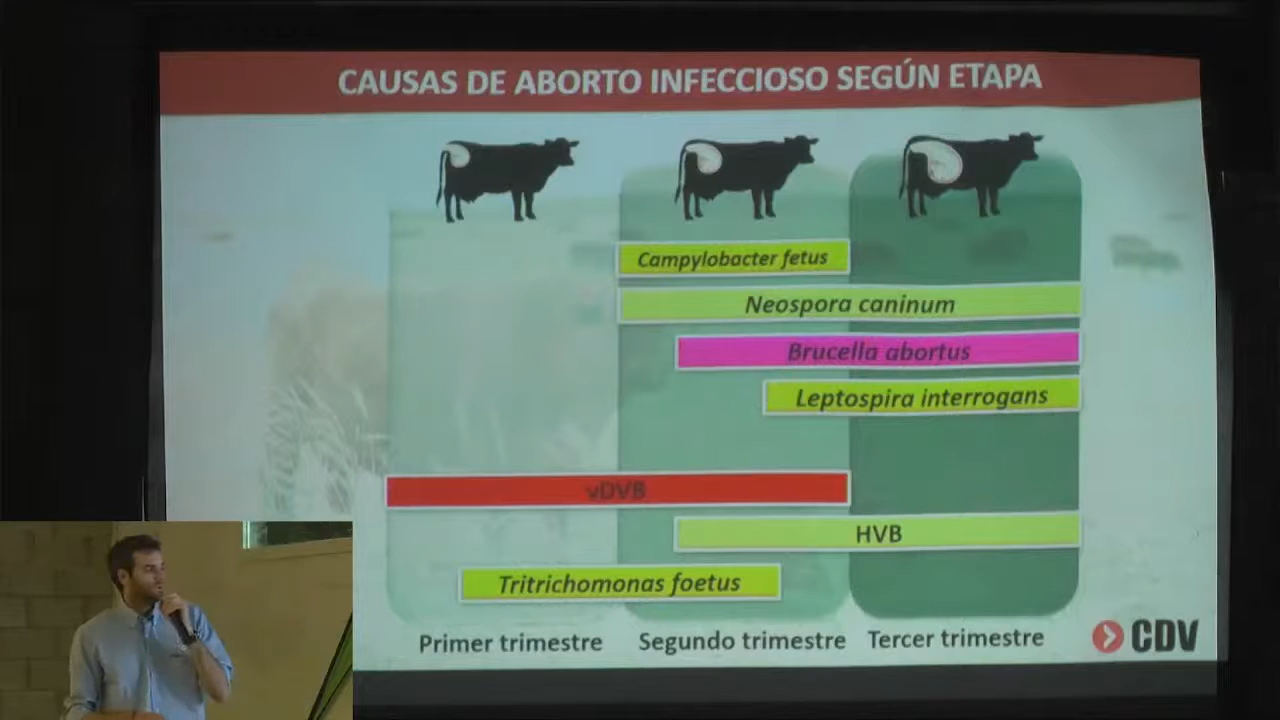 CAUSAS DE ABORTO INFECCIOSO SEGÚN ETAPA
Campylobacter fetus
Neospora caninum
Brucella abortus
Leptospira interrogans
vDVB
HVB
Tritrichomonas foetus
Primer trimestre Segundo trimestre Tercer trimestre
CDV